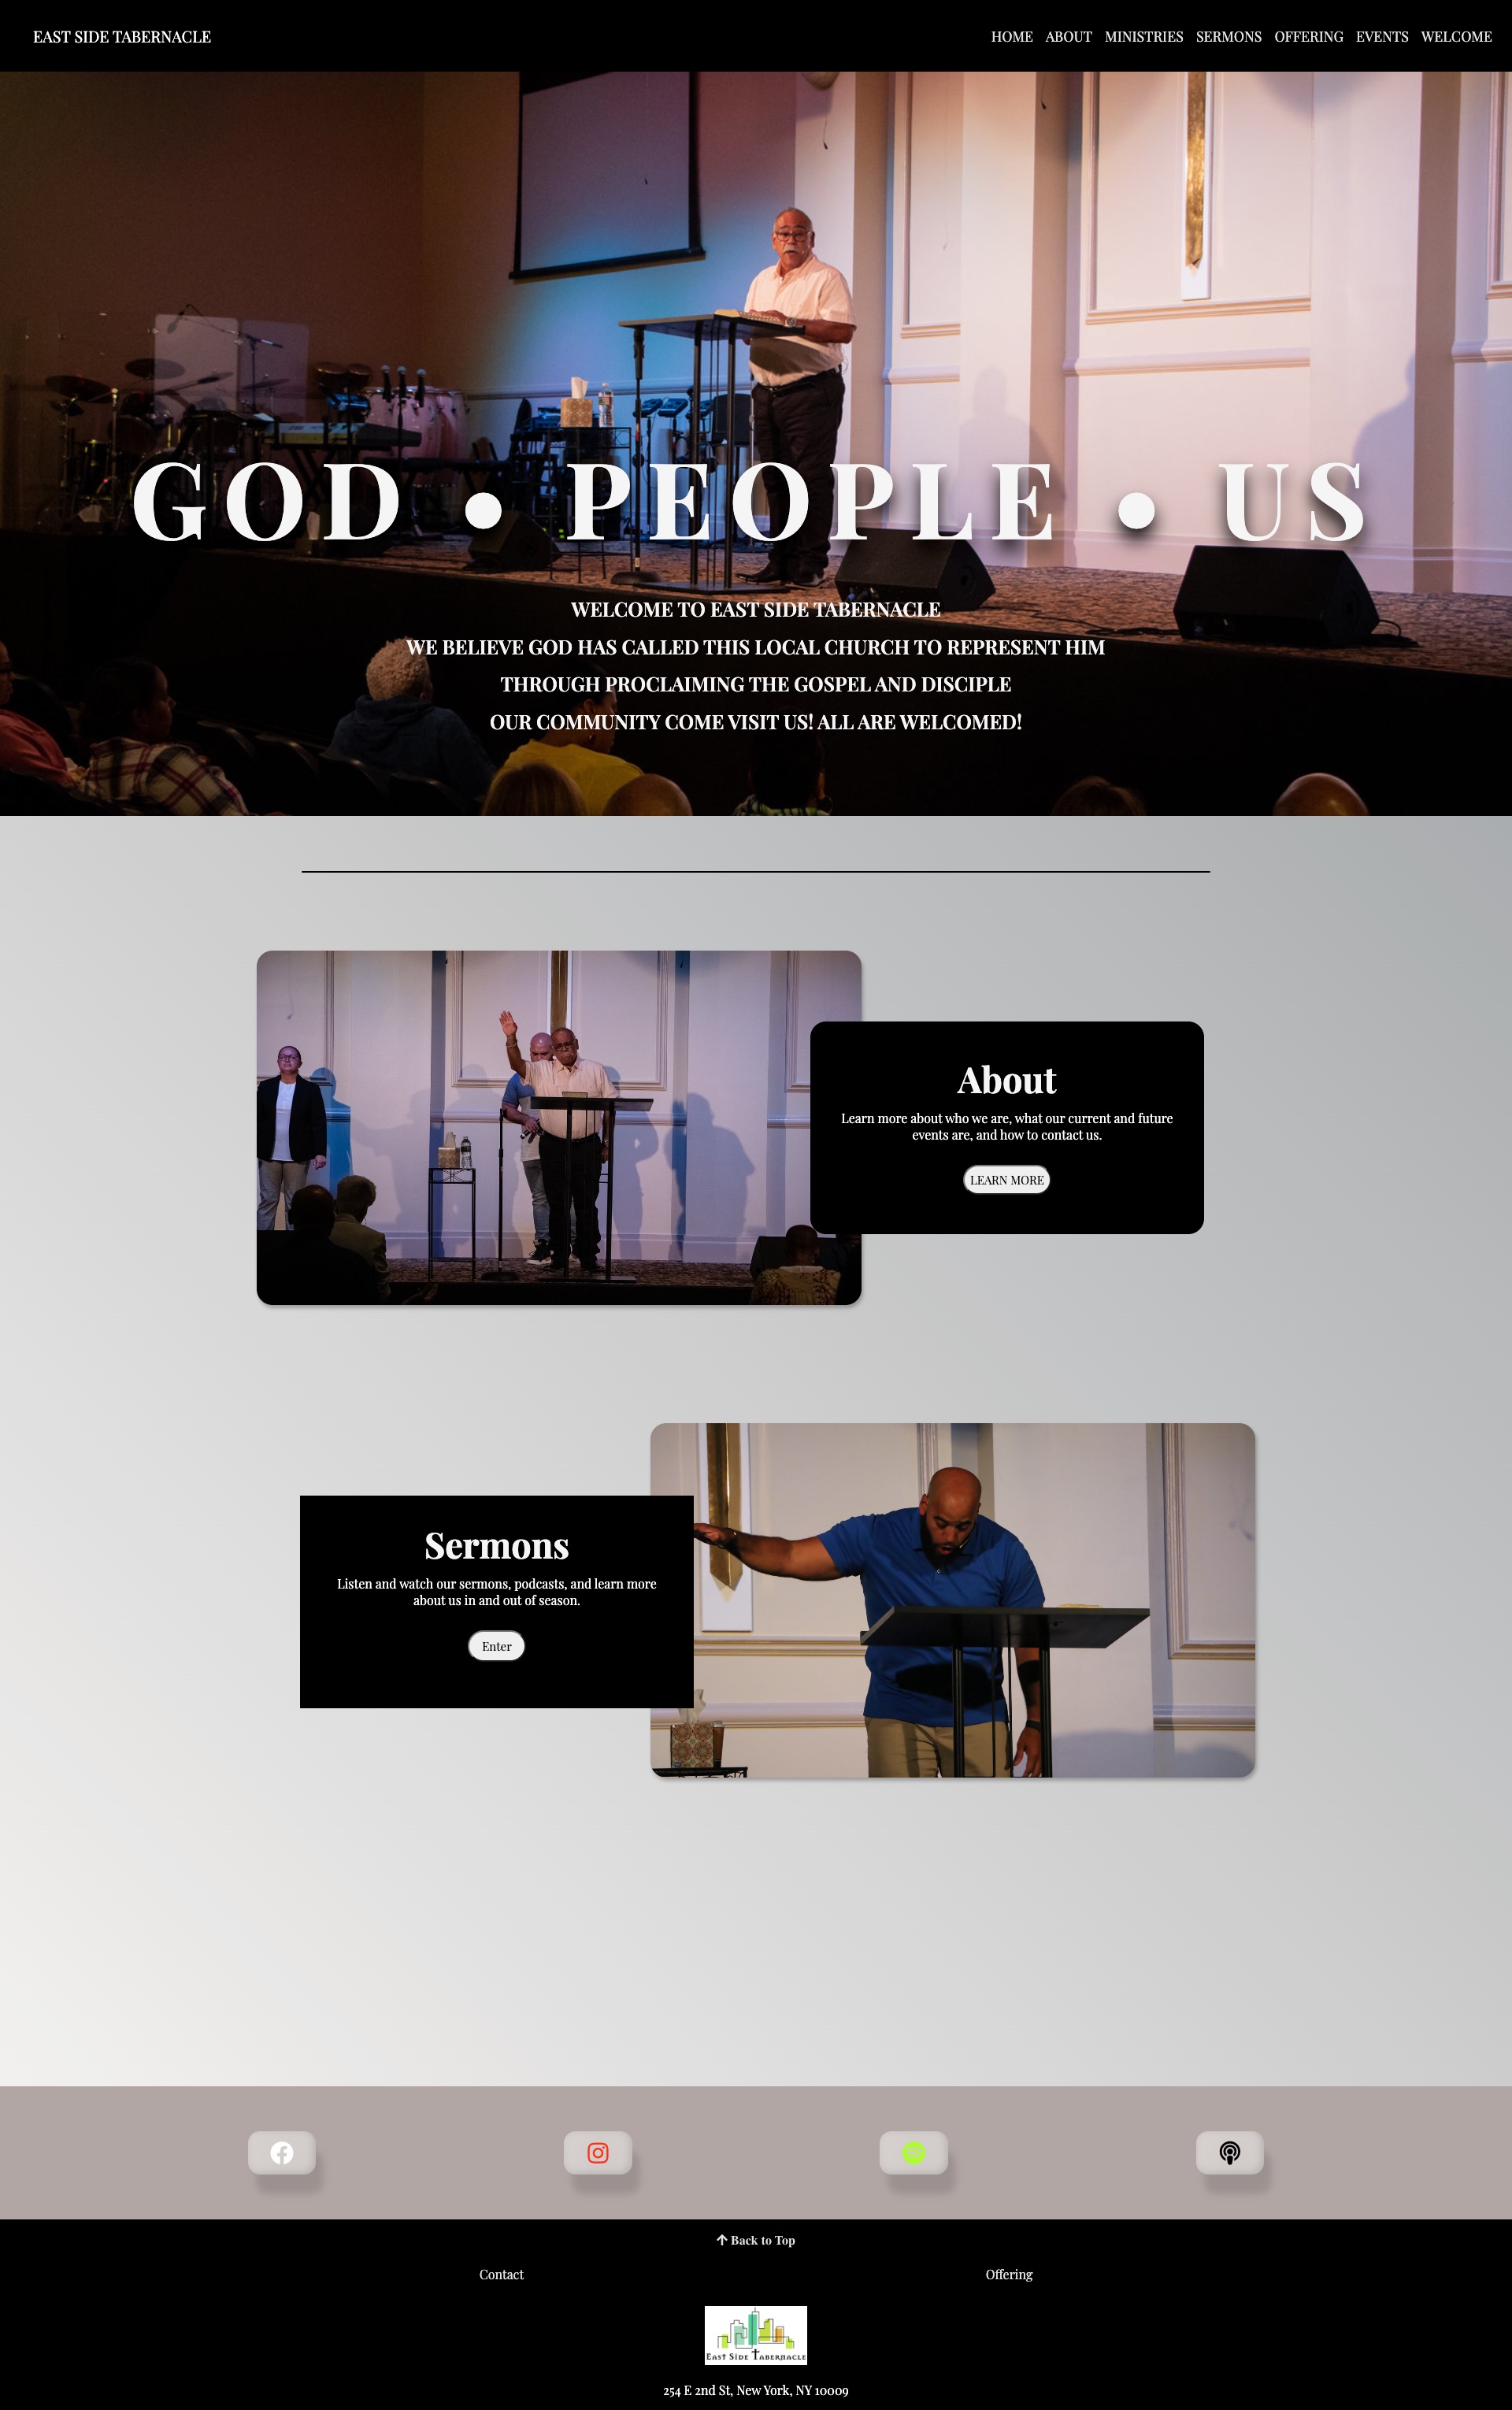 EAST SIDE TABERNACLE
HOME ABOUT MINISTRIES SERMONS OFFERING EVENTS WELCOME
GOD • PEOPLE • US
WELCOME TO EAST SIDE TABERNACLE
WE BELIEVE GOD HAS CALLED THIS LOCAL CHURCH TO REPRESENT HIM
THROUGH PROCLAIMING THE GOSPEL AND DISCIPLE
OUR COMMUNITY COME VISIT US! ALL ARE WELCOMED!
About
Learn more about who we are, what our current and future
events are, and how to contact us.
LEARN MORE
Sermons
Listen and watch our sermons, podcasts, and learn more
about us in and out of season.
Enter
Back to Top
Contact
Offering
EAST SIDE TABERNACLE
254 E 2nd St, New York, NY 10009